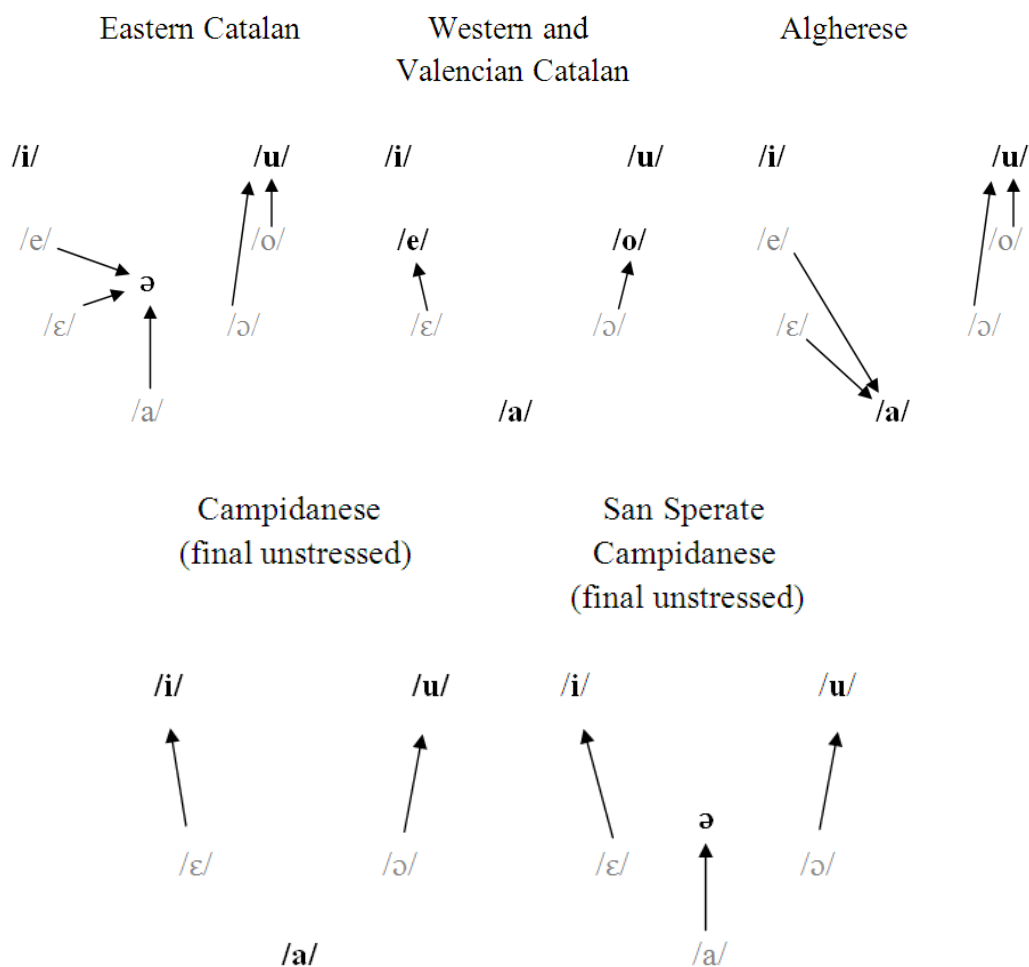 Eastern Catalan
Western and
Valencian Catalan
Algherese
/i/ /u/ /i/ /u/ /i/ /u/
/e/ /o/ /e/ /o/ /e/ /o/
ə
/ɛ/ /ɔ/ /ɛ/ /ɔ/ /ɛ/ /ɔ/
/a/ /a/ /a/
Campidanese
(final unstressed)
San Sperate
Campidanese
(final unstressed)
/i/ /u/ /i/ /u/
ə
/ɛ/ /ɔ/ /ɛ/ /ɔ/
/a/ /a/